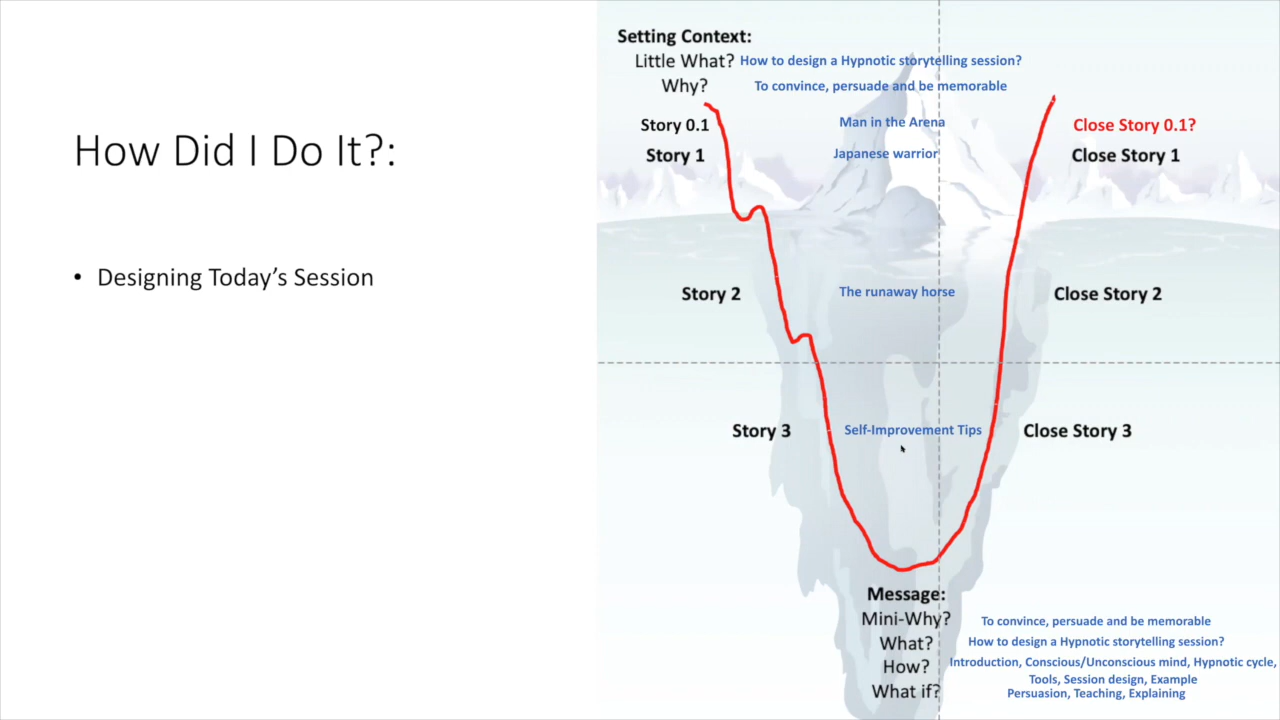 How Did I Do It?:
• Designing Today's Session
Setting Context:
Little What? How to design a Hypnotic storytelling session?
Why? To convince, persuade and be memorable
Story 0.1 Man in the Arena Close Story 0.1?
Story 1 Japanese warrior Close Story 1
Story 2 The runaway horse Close Story 2
Story 3 Self-Improvement Tips Close Story 3
Message:
Mini-Why? To convince, persuade and be memorable
What? How to design a Hypnotic storytelling session?
How? Introduction, Conscious/Unconscious mind, Hypnotic cycle,
Tools, Session design, Example
What if? Persuasion, Teaching, Explaining